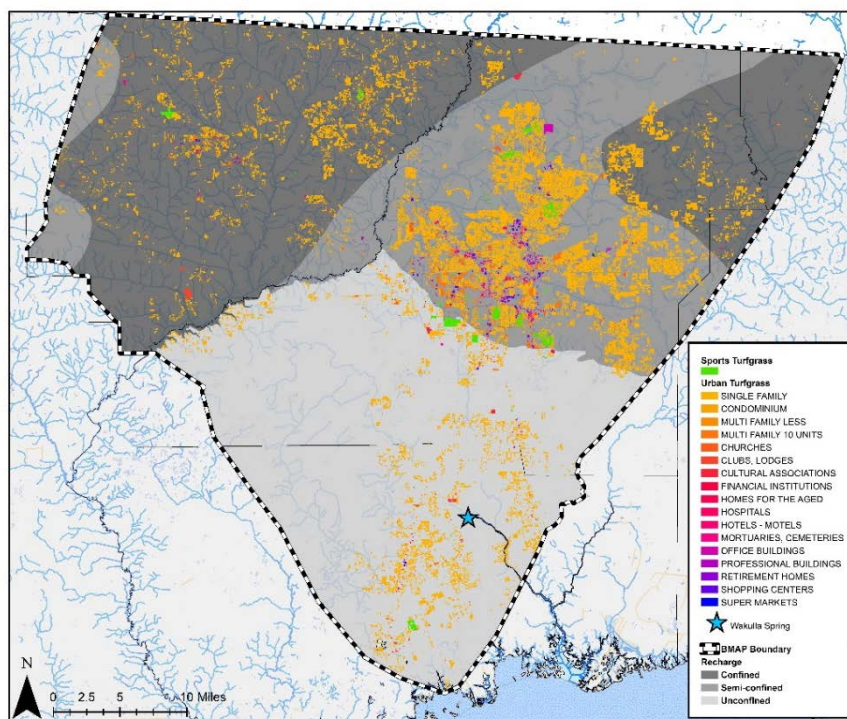 Sports Turfgrass
Urban Turfgrass
SINGLE FAMILY
CONDOMINIUM
MULTI FAMILY LESS
MULTI FAMILY 10 UNITS
CHURCHES
CLUBS, LODGES
CULTURAL ASSOCIATIONS
FINANCIAL INSTITUTIONS
HOMES FOR THE AGED
HOSPITALS
HOTELS - MOTELS
MORTUARIES, CEMETERIES
OFFICE BUILDINGS
PROFESSIONAL BUILDINGS
RETIREMENT HOMES
SHOPPING CENTERS
SUPER MARKETS
Wakulla Spring
BMAP Boundary
Recharge
Confined
Semi-confined
Unconfined
N
0 2.5 5 10 Miles